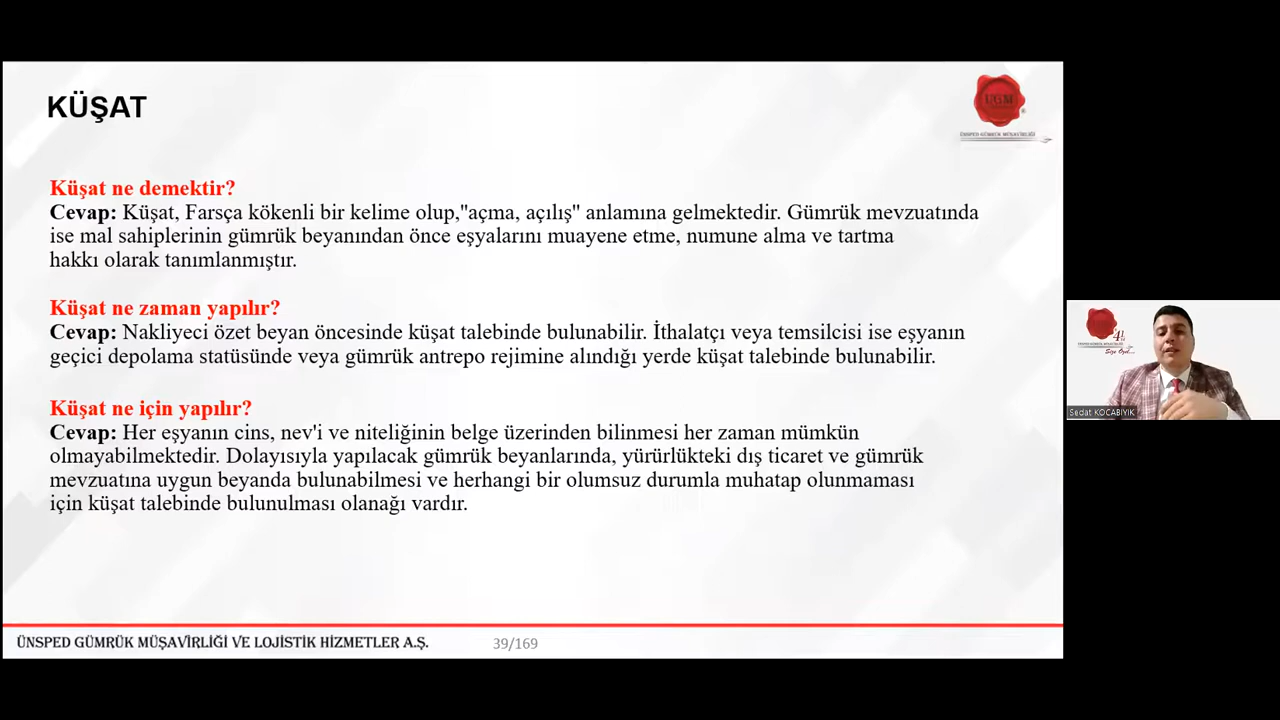 KÜŞAT
UGM
ÜNSPED GÜMRÜK MÜŞAVİRLİĞİ
Küşat ne demektir?
Cevap: Küşat, Farsça kökenli bir kelime olup,"açma, açılış" anlamına gelmektedir. Gümrük mevzuatında
ise mal sahiplerinin gümrük beyanından önce eşyalarını muayene etme, numune alma ve tartma
hakkı olarak tanımlanmıştır.
Küşat ne zaman yapılır?
Cevap: Nakliyeci özet beyan öncesinde küşat talebinde bulunabilir. İthalatçı veya temsilcisi ise eşyanın
geçici depolama statüsünde veya gümrük antrepo rejimine alındığı yerde küşat talebinde bulunabilir.
Küşat ne için yapılır?
Cevap: Her eşyanın cins, nev'i ve niteliğinin belge üzerinden bilinmesi her zaman mümkün
olmayabilmektedir. Dolayısıyla yapılacak gümrük beyanlarında, yürürlükteki dış ticaret ve gümrük
mevzuatına uygun beyanda bulunabilmesi ve herhangi bir olumsuz durumla muhatap olunmaması
için küşat talebinde bulunulması olanağı vardır.
ÜNSPED GÜMRÜK MÜŞAVİRLİĞİ VE LOJİSTİK HİZMETLER A.Ş.
39/169
Sedat KOCABIYIK